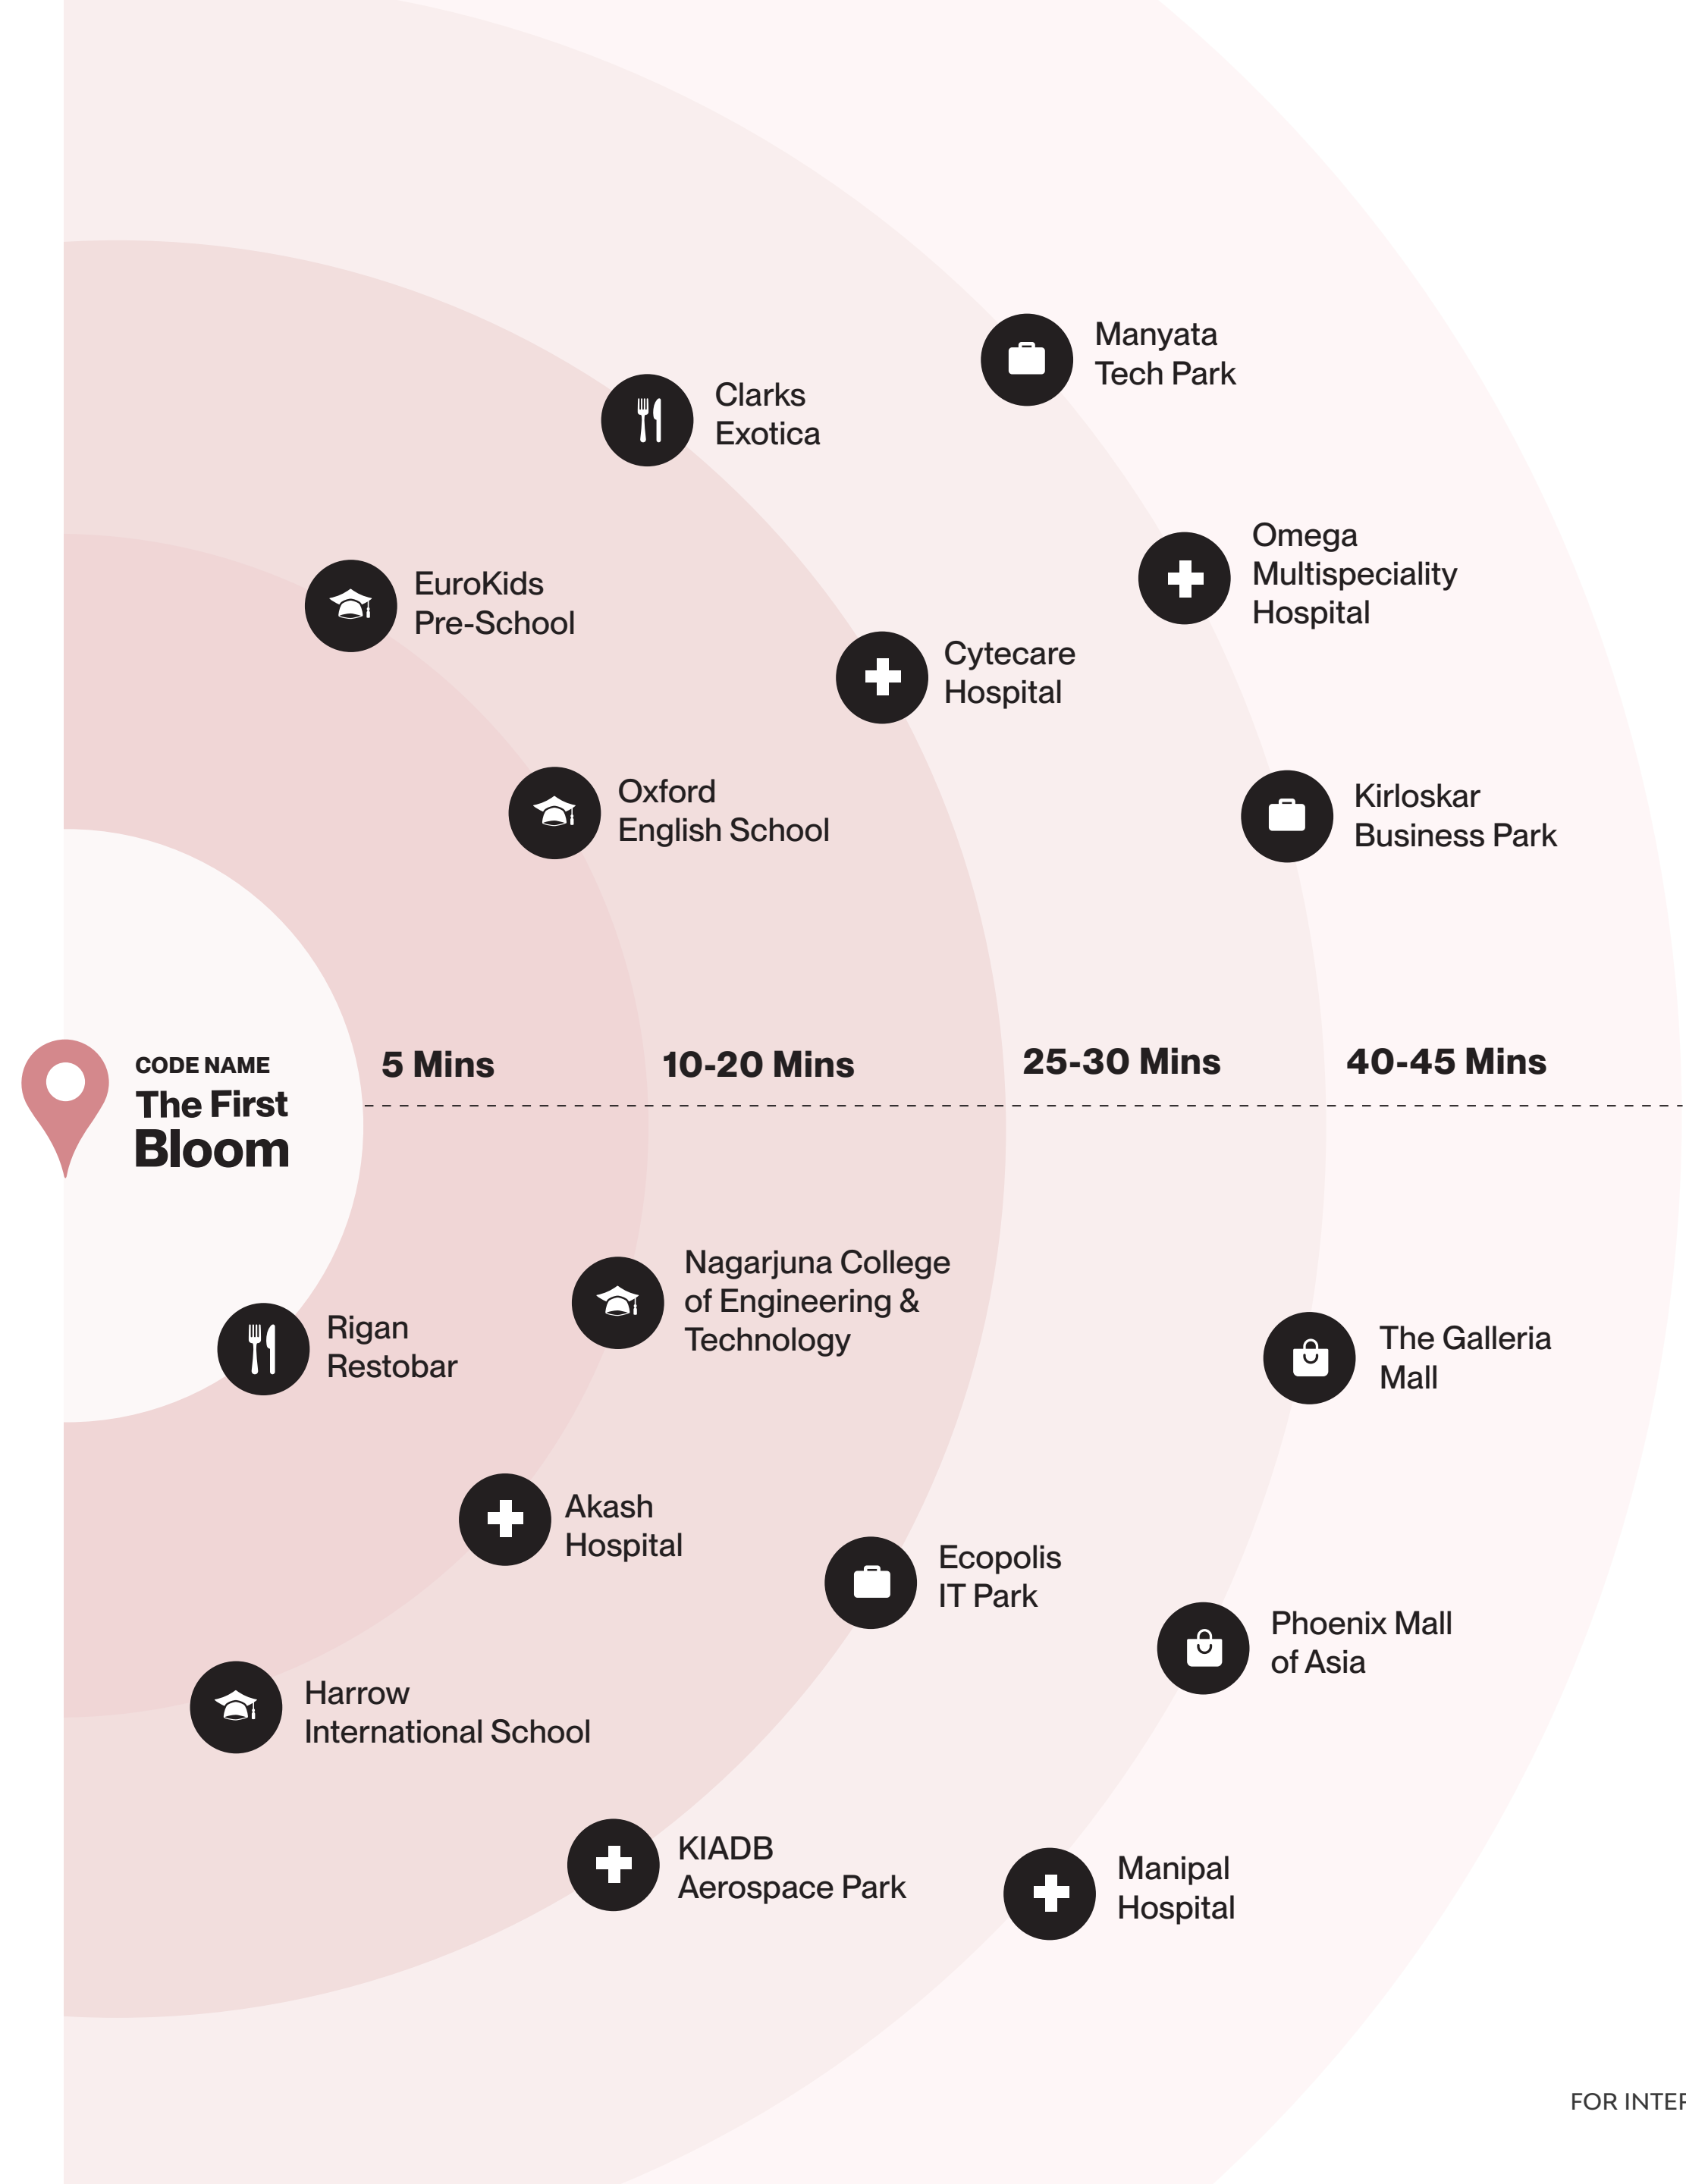 Manyata
Tech Park
Clarks
Exotica
Omega
Multispeciality
Hospital
EuroKids
Pre-School
Cytecare
Hospital
Oxford
English School
Kirloskar
Business Park
CODE NAME
The First
Bloom
5 Mins
10-20 Mins
25-30 Mins
40-45 Mins
Nagarjuna College
of Engineering &
Technology
Rigan
Restobar
The Galleria
Mall
Akash
Hospital
Ecopolis
IT Park
Phoenix Mall
of Asia
Harrow
International School
KIADB
Aerospace Park
Manipal
Hospital
FOR